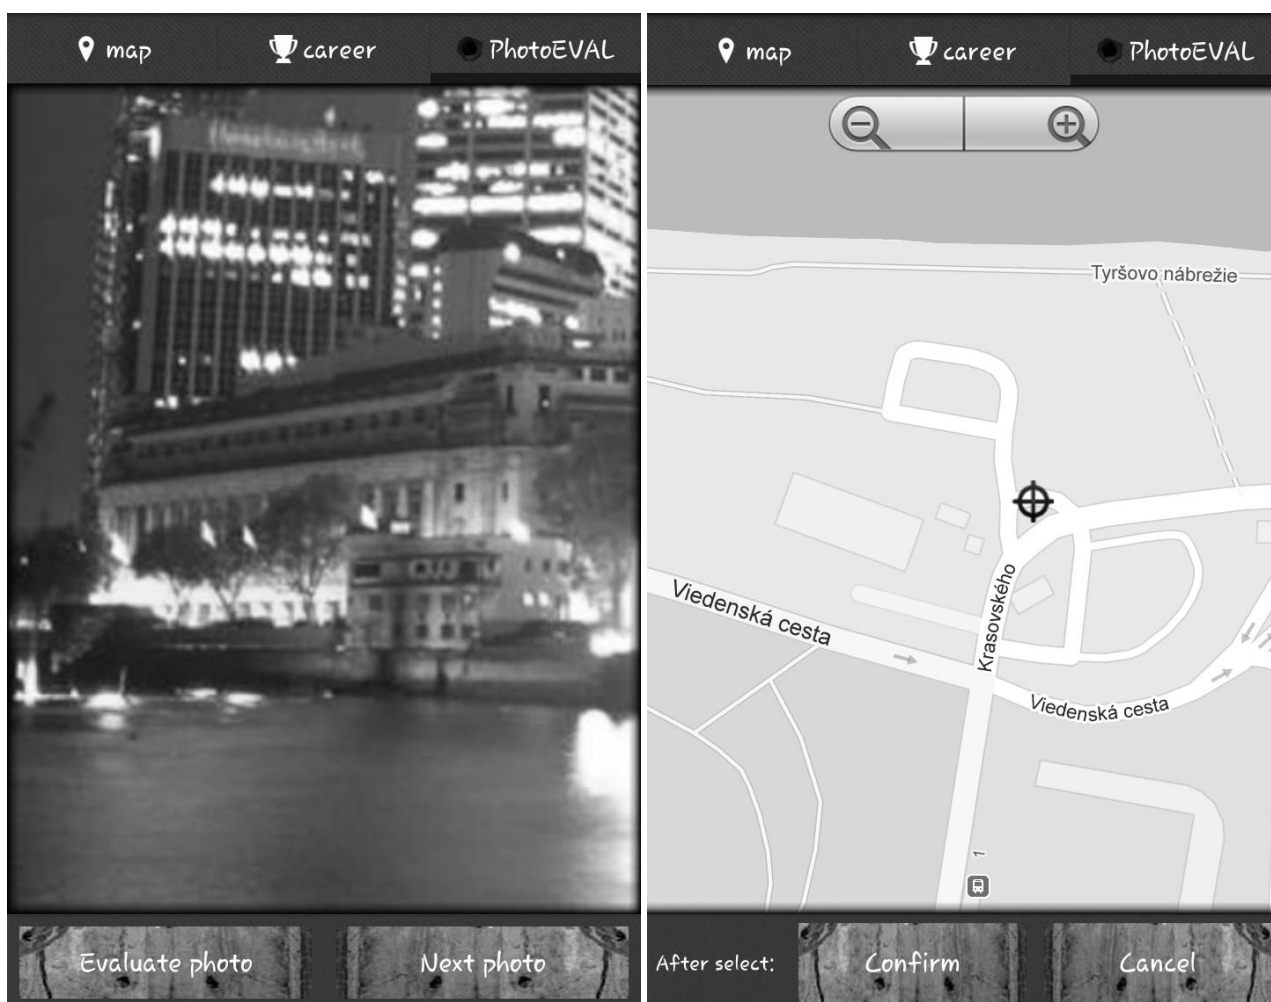 map
career
PhotoEVAL
Evaluate photo
Next photo
map
career
PhotoEVAL
Tyršovo nábrežie
Viedenská cesta
Krasovského
Viedenská cesta
1
After select:
Confirm
Cancel